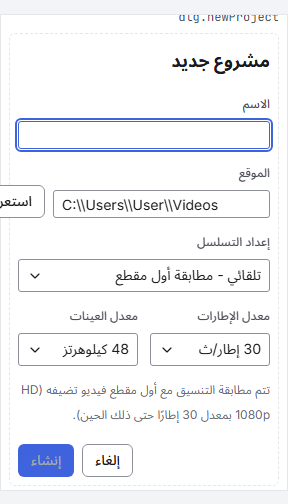 dlg.newProject
مشروع جديد
الاسم
الموقع
C:\\Users\\User\\Videos
إعداد التسلسل
تلقائي - مطابقة أول مقطع
معدل الإطارات
معدل العينات
30 إطار/ث
48 كيلوهرتز
تتم مطابقة التنسيق مع أول مقطع فيديو تضيفه (HD
1080p بمعدل 30 إطارًا حتى ذلك الحين).
إلغاء
إنشاء